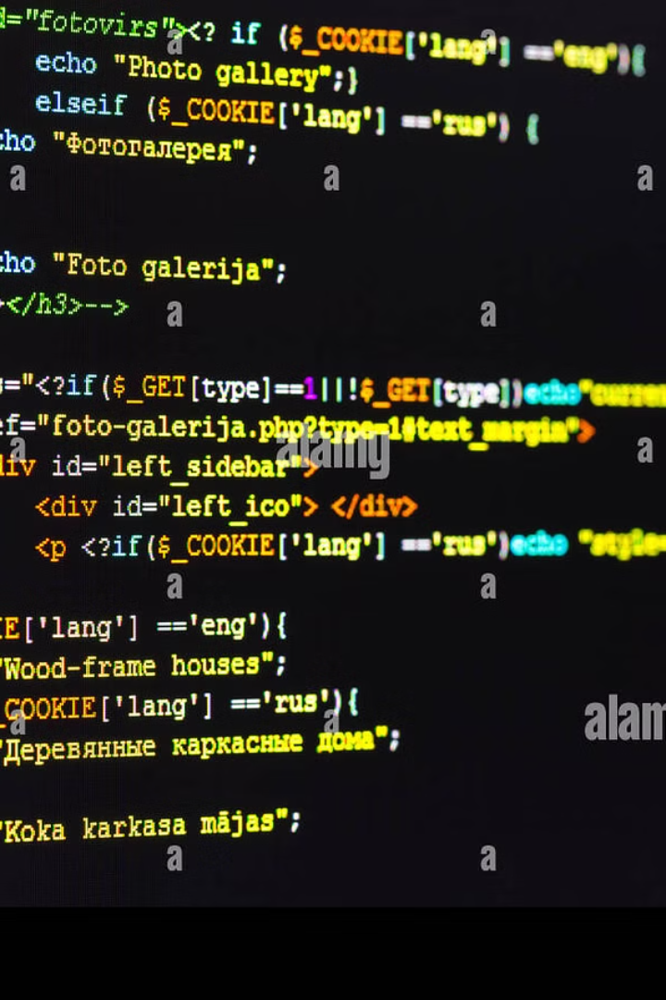 d="fotovirs"><? if ($_COOKIE['lang'] =='eng'){
echo "Photo gallery";}
elseif ($_COOKIE['lang'] =='rus') {
cho "Фотогалерея";
cho "Foto galerija";
></h3>-->
s="<?if($_GET[type]==1||!$_GET[type])echo"curren
ef="foto-galerija.php?type=1#text_margin">
div id="left_sidebar">
<div id="left_ico"> </div>
<p <?if($_COOKIE['lang'] =='rus')echo "style=
IE['lang'] =='eng'){
"Wood-frame houses";
_COOKIE['lang'] =='rus'){
"Деревянные каркасные дома";
"Koka karkasa mājas";
alamy
alam